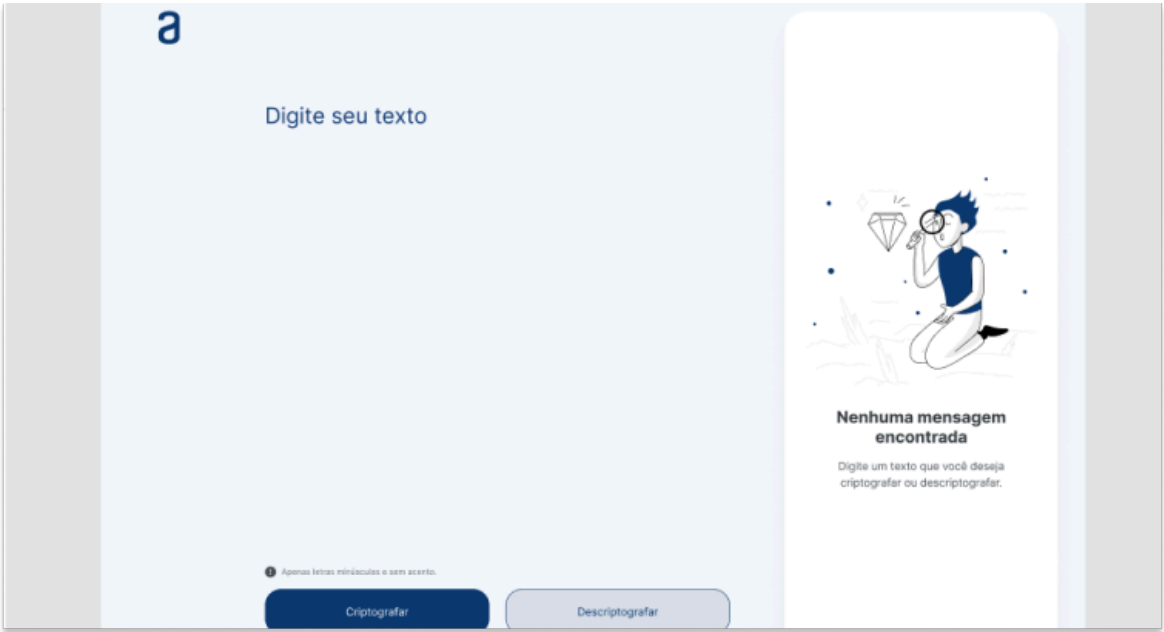 a
Digite seu texto
Nenhuma mensagem
encontrada
Digite um texto que você deseja
criptografar ou descriptografar.
Apenas letras minúsculas e sem acento.
Criptografar
Descriptografar